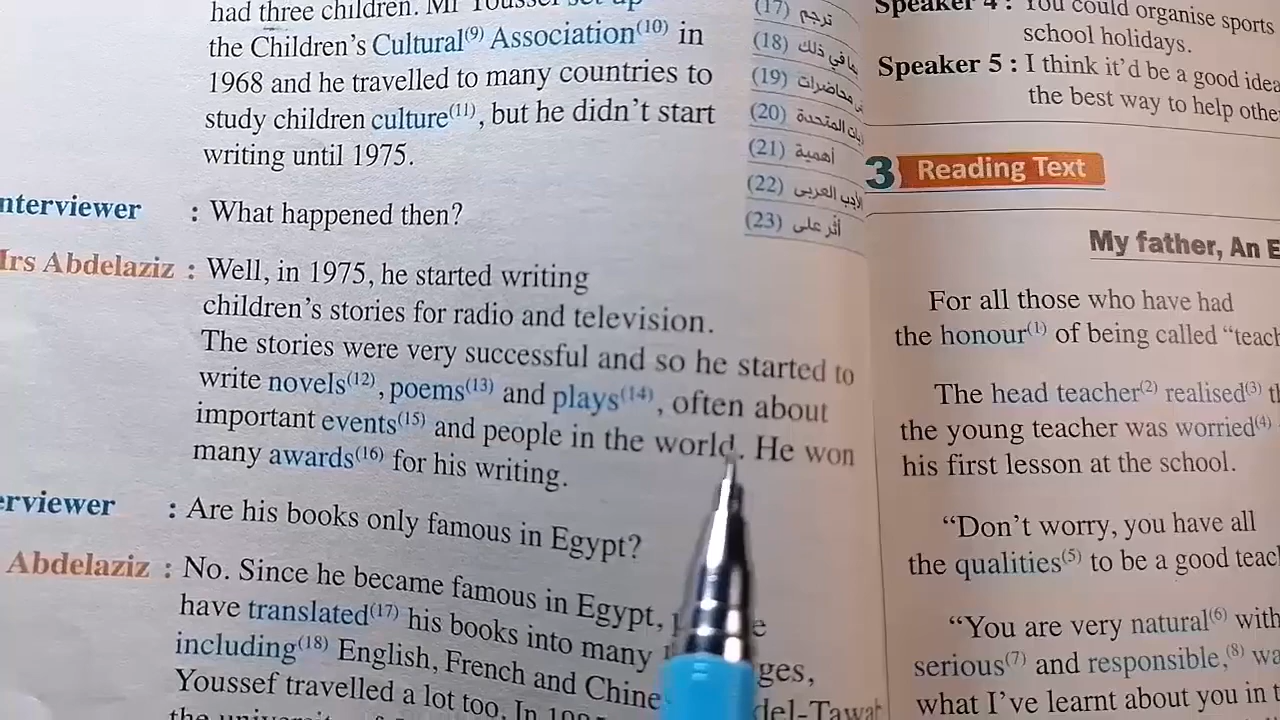 had three children. Mr Youssef set up
the Children's Cultural(9) Association(10) in
1968 and he travelled to many countries to
study children culture(11), but he didn't start
writing until 1975.
nterviewer : What happened then?
Irs Abdelaziz : Well, in 1975, he started writing
children's stories for radio and television.
The stories were very successful and so he started to
write novels(12), poems(13) and plays(14), often about
important events(15) and people in the world. He won
many awards(16) for his writing.
erviewer : Are his books only famous in Egypt?
Abdelaziz : No. Since he became famous in Egypt,
have translated(17) his books into many
including(18) English, French and Chine
Youssef travelled a lot too. In
(17) ترجم
(18) بما في ذلك
(19) محاضرات
(20) المتحدة
(21) أهمية
(22) الأدب العربى
(23) أثر على
Speaker 4 : You could organise sports
school holidays.
Speaker 5 : I think it'd be a good idea
the best way to help othe
3 Reading Text
My father, An E
For all those who have had
the honour(1) of being called "teach
The head teacher(2) realised(3) t
the young teacher was worried(4)
his first lesson at the school.
"Don't worry, you have all
the qualities(5) to be a good teac
"You are very natural(6) with
serious(7) and responsible,(8) wa
what I've learnt about you in t